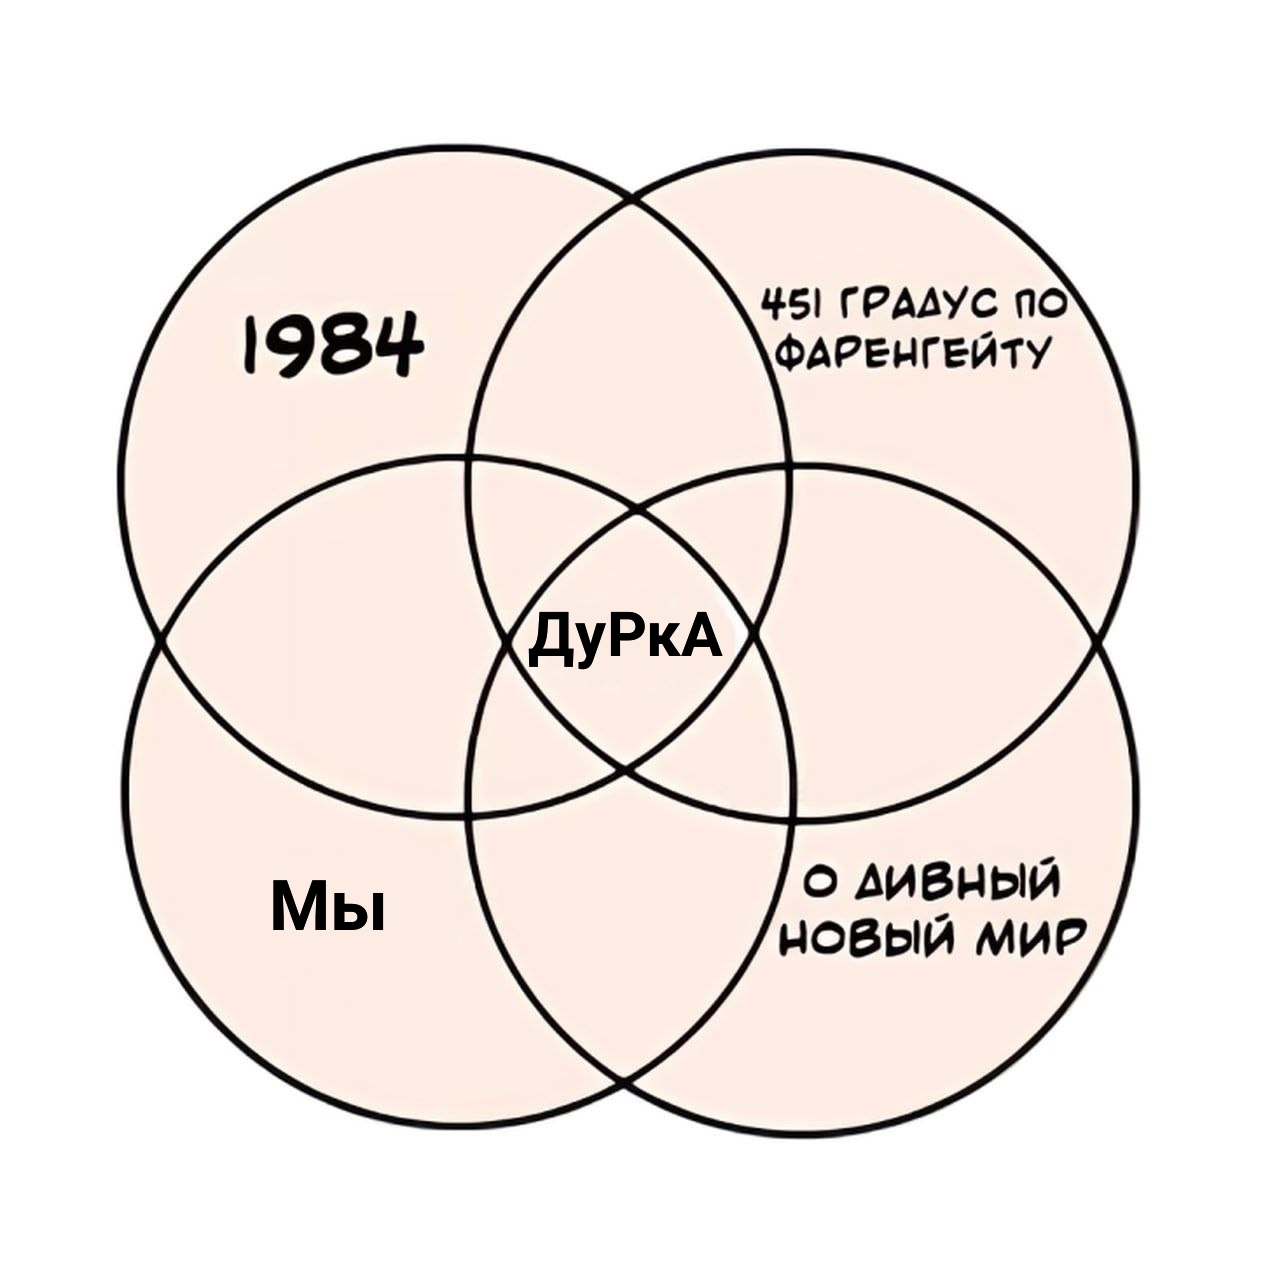 1984
451 ГРАДУС ПО
ФАРЕНГЕЙТУ
ДуРкА
Мы
О ДИВНЫЙ
НОВЫЙ МИР